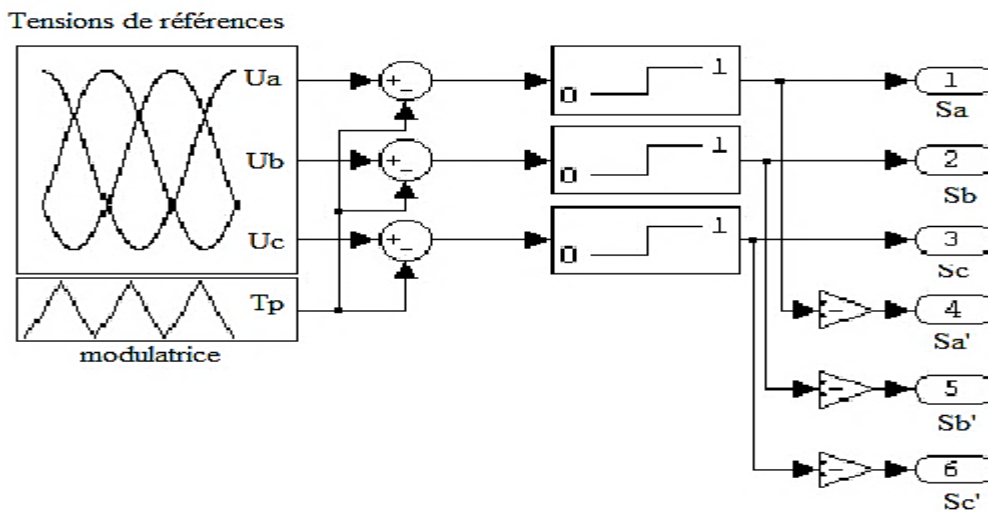 Tensions de références
Ua
Ub
Uc
Tp
modulatrice
+
-
0 1
+
-
0 1
+
-
0 1
1
Sa
2
Sb
3
Sc
-
4
Sa'
-
5
Sb'
-
6
Sc'